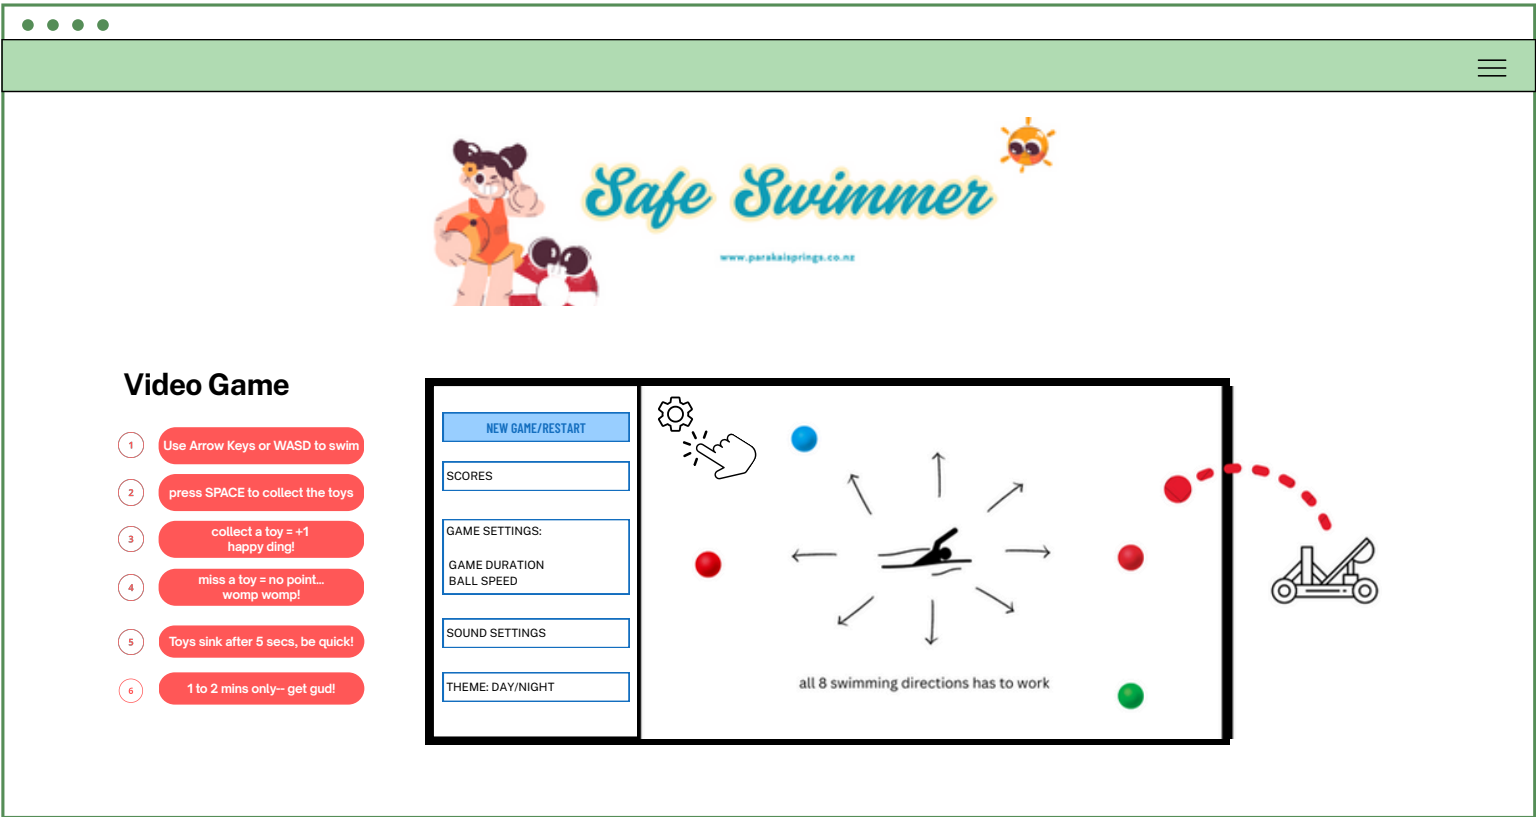 Safe Swimmer
www.parakaisprings.co.nz
Video Game
1
Use Arrow Keys or WASD to swim
2
press SPACE to collect the toys
3
collect a toy = +1
happy ding!
4
miss a toy = no point...
womp womp!
5
Toys sink after 5 secs, be quick!
6
1 to 2 mins only-- get gud!
NEW GAME/RESTART
SCORES
GAME SETTINGS:
GAME DURATION
BALL SPEED
SOUND SETTINGS
THEME: DAY/NIGHT
all 8 swimming directions has to work